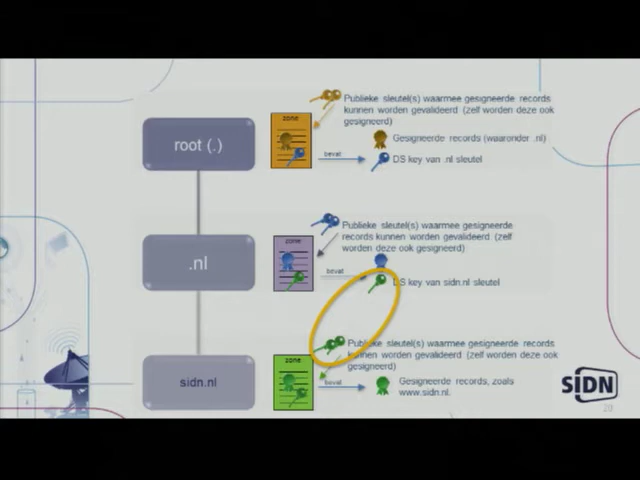 Publieke sleutel(s) waarmee gesigneerde records
kunnen worden gevalideerd (zelf worden deze ook
gesigneerd)
zone
Gesigneerde records (waaronder .nl)
root (.)
bevat
DS key van .nl sleutel
Publieke sleutel(s) waarmee gesigneerde
records kunnen worden gevalideerd (zelf
worden deze ook gesigneerd)
zone
.nl
bevat
DS key van sidn.nl sleutel
Publieke sleutel(s) waarmee gesigneerde records
kunnen worden gevalideerd (zelf worden deze ook
gesigneerd)
zone
sidn.nl
bevat
Gesigneerde records, zoals
www.sidn.nl.
SIDN
20